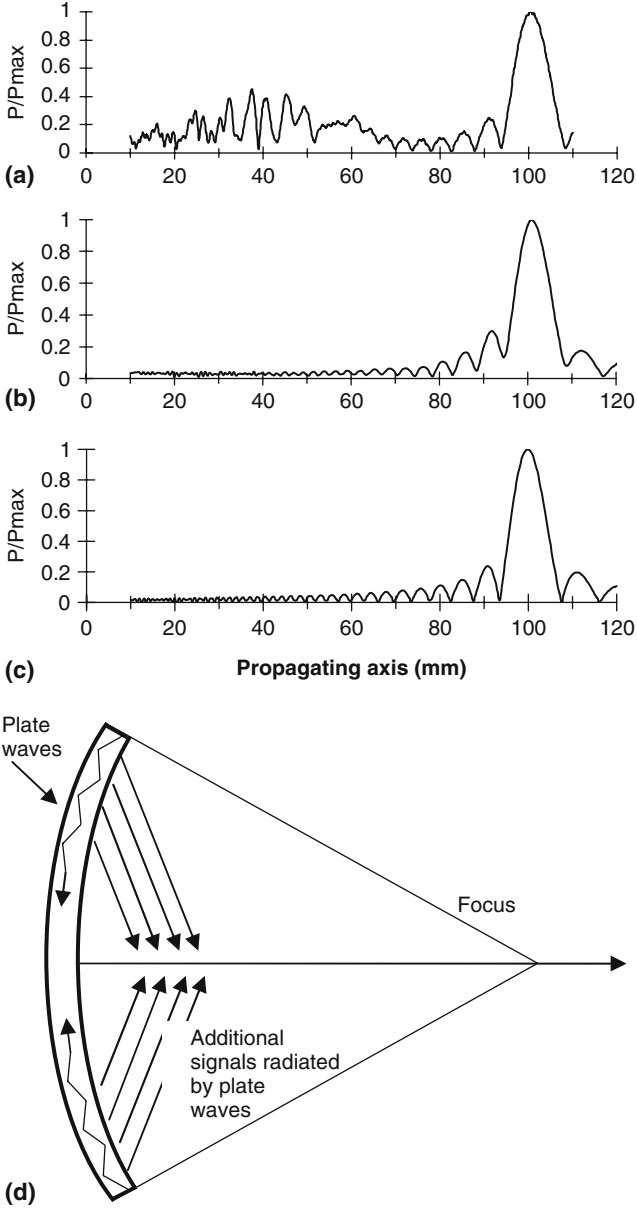 P/Pmax
1
0.8
0.6
0.4
0.2
0
0 20 40 60 80 100 120
(a)
P/Pmax
1
0.8
0.6
0.4
0.2
0
0 20 40 60 80 100 120
(b)
P/Pmax
1
0.8
0.6
0.4
0.2
0
0 20 40 60 80 100 120
(c)
Propagating axis (mm)
Plate
waves
Focus
Additional
signals radiated
by plate
waves
(d)